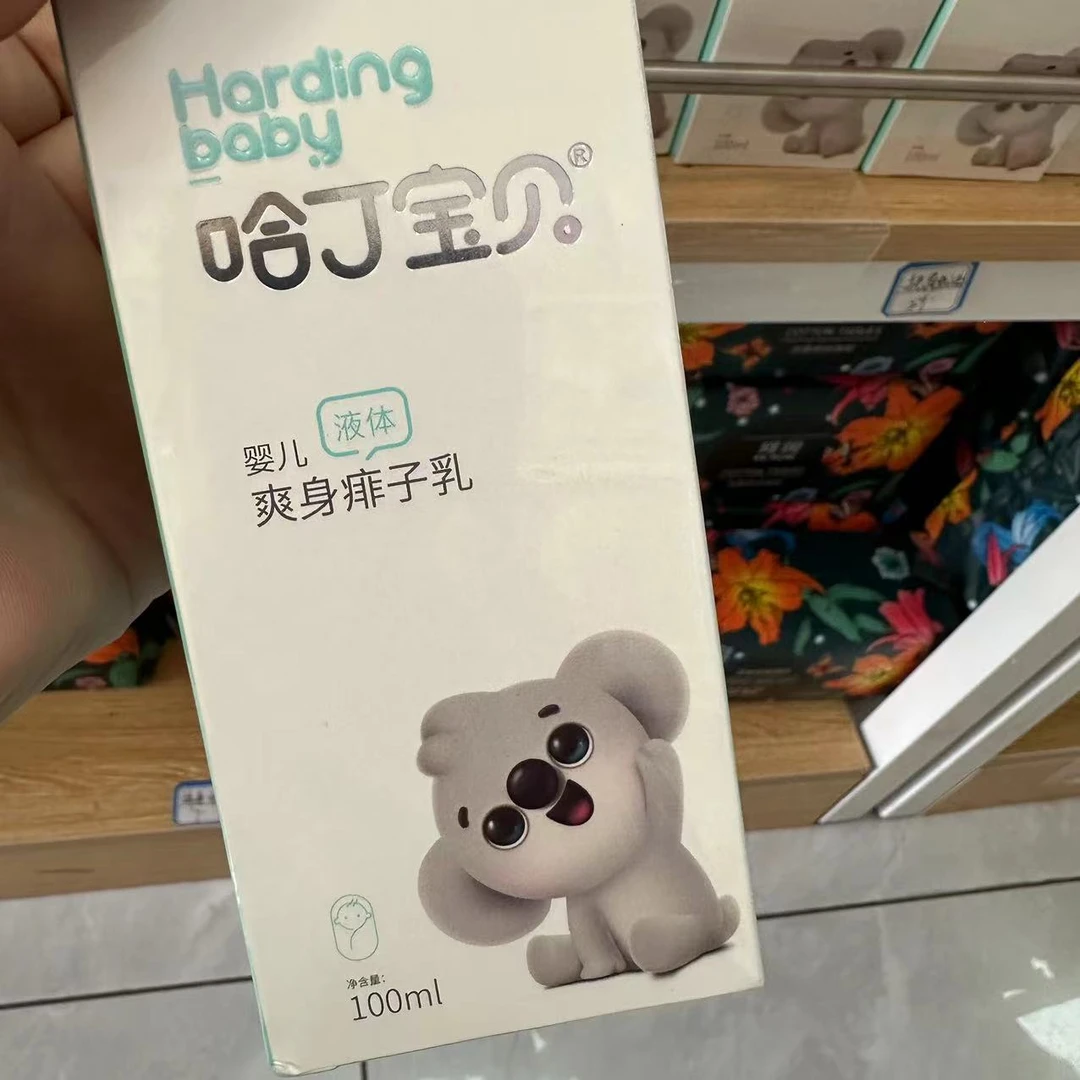 Harding
baby
哈丁宝贝®
婴儿
液体
爽身痱子乳
净含量:
100ml